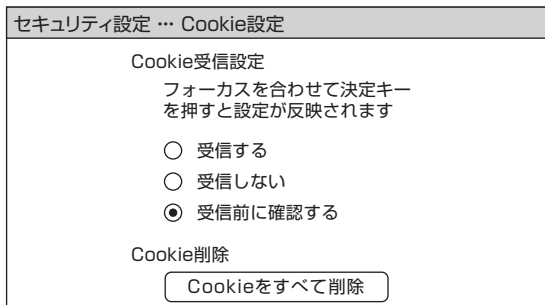 セキュリティ設定 … Cookie設定
Cookie受信設定
フォーカスを合わせて決定キー
を押すと設定が反映されます
受信する
受信しない
受信前に確認する
Cookie削除
Cookieをすべて削除